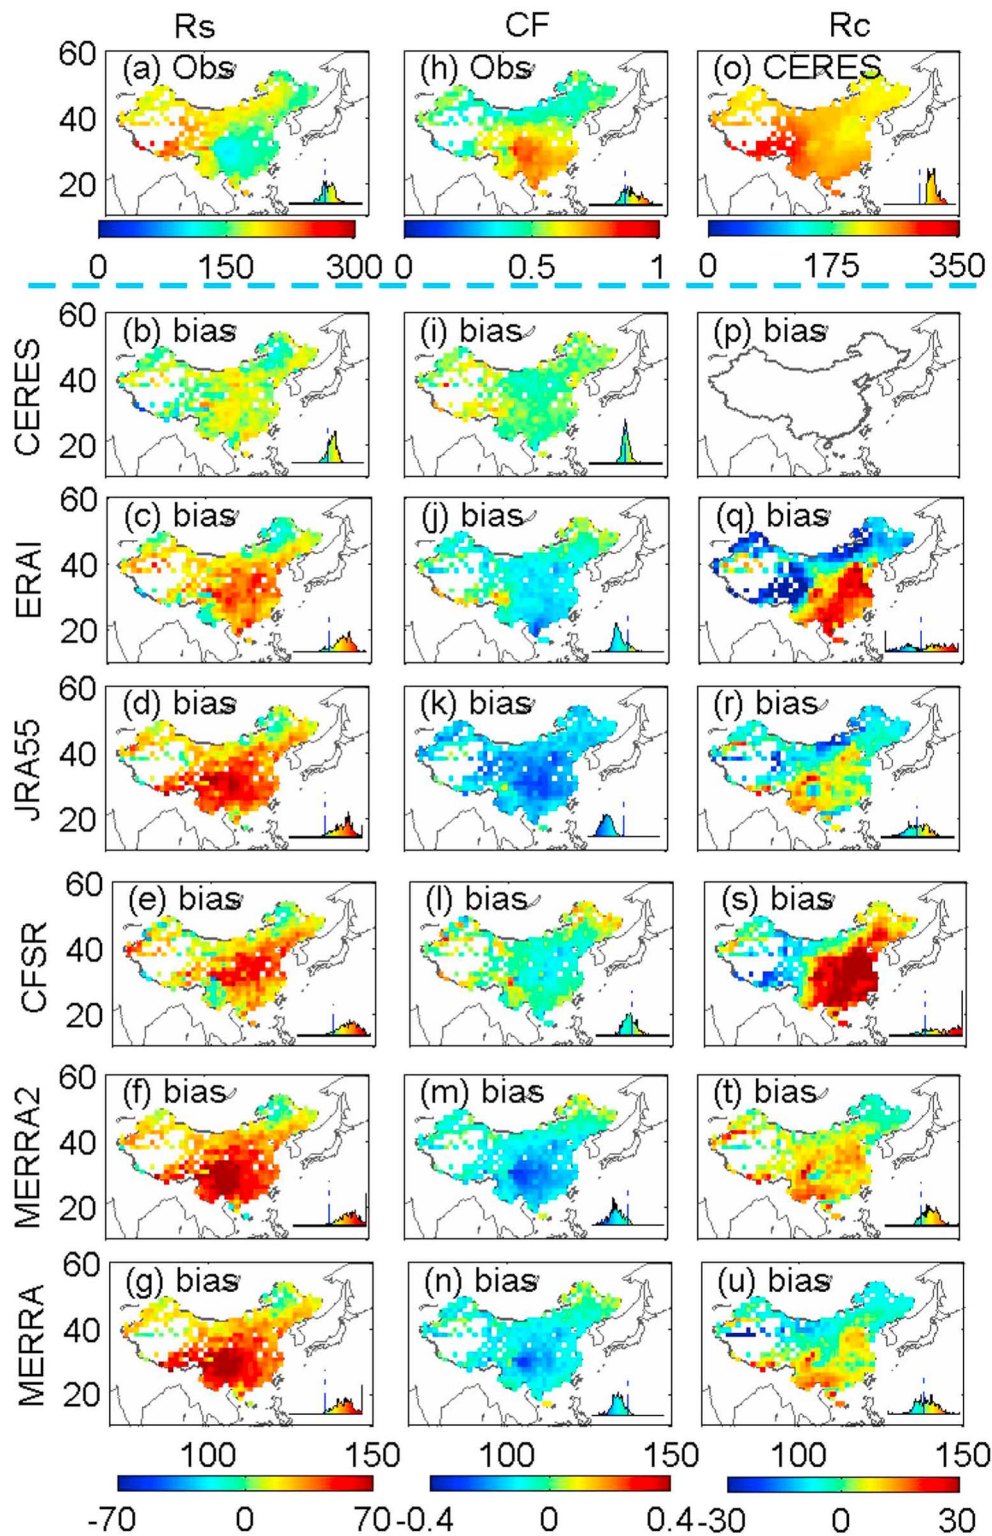 Rs CF Rc
60 (a) Obs (h) Obs (o) CERES
40
20
0 150 300 0 0.5 1 0 175 350
CERES 60 (b) bias (i) bias (p) bias
40
20
ERAI 60 (c) bias (j) bias (q) bias
40
20
JRA55 60 (d) bias (k) bias (r) bias
40
20
CFSR 60 (e) bias (l) bias (s) bias
40
20
MERRA2 60 (f) bias (m) bias (t) bias
40
20
MERRA 60 (g) bias (n) bias (u) bias
40
20
100 150 100 150 100 150
-70 0 70 -0.4 0 0.4 -30 0 30